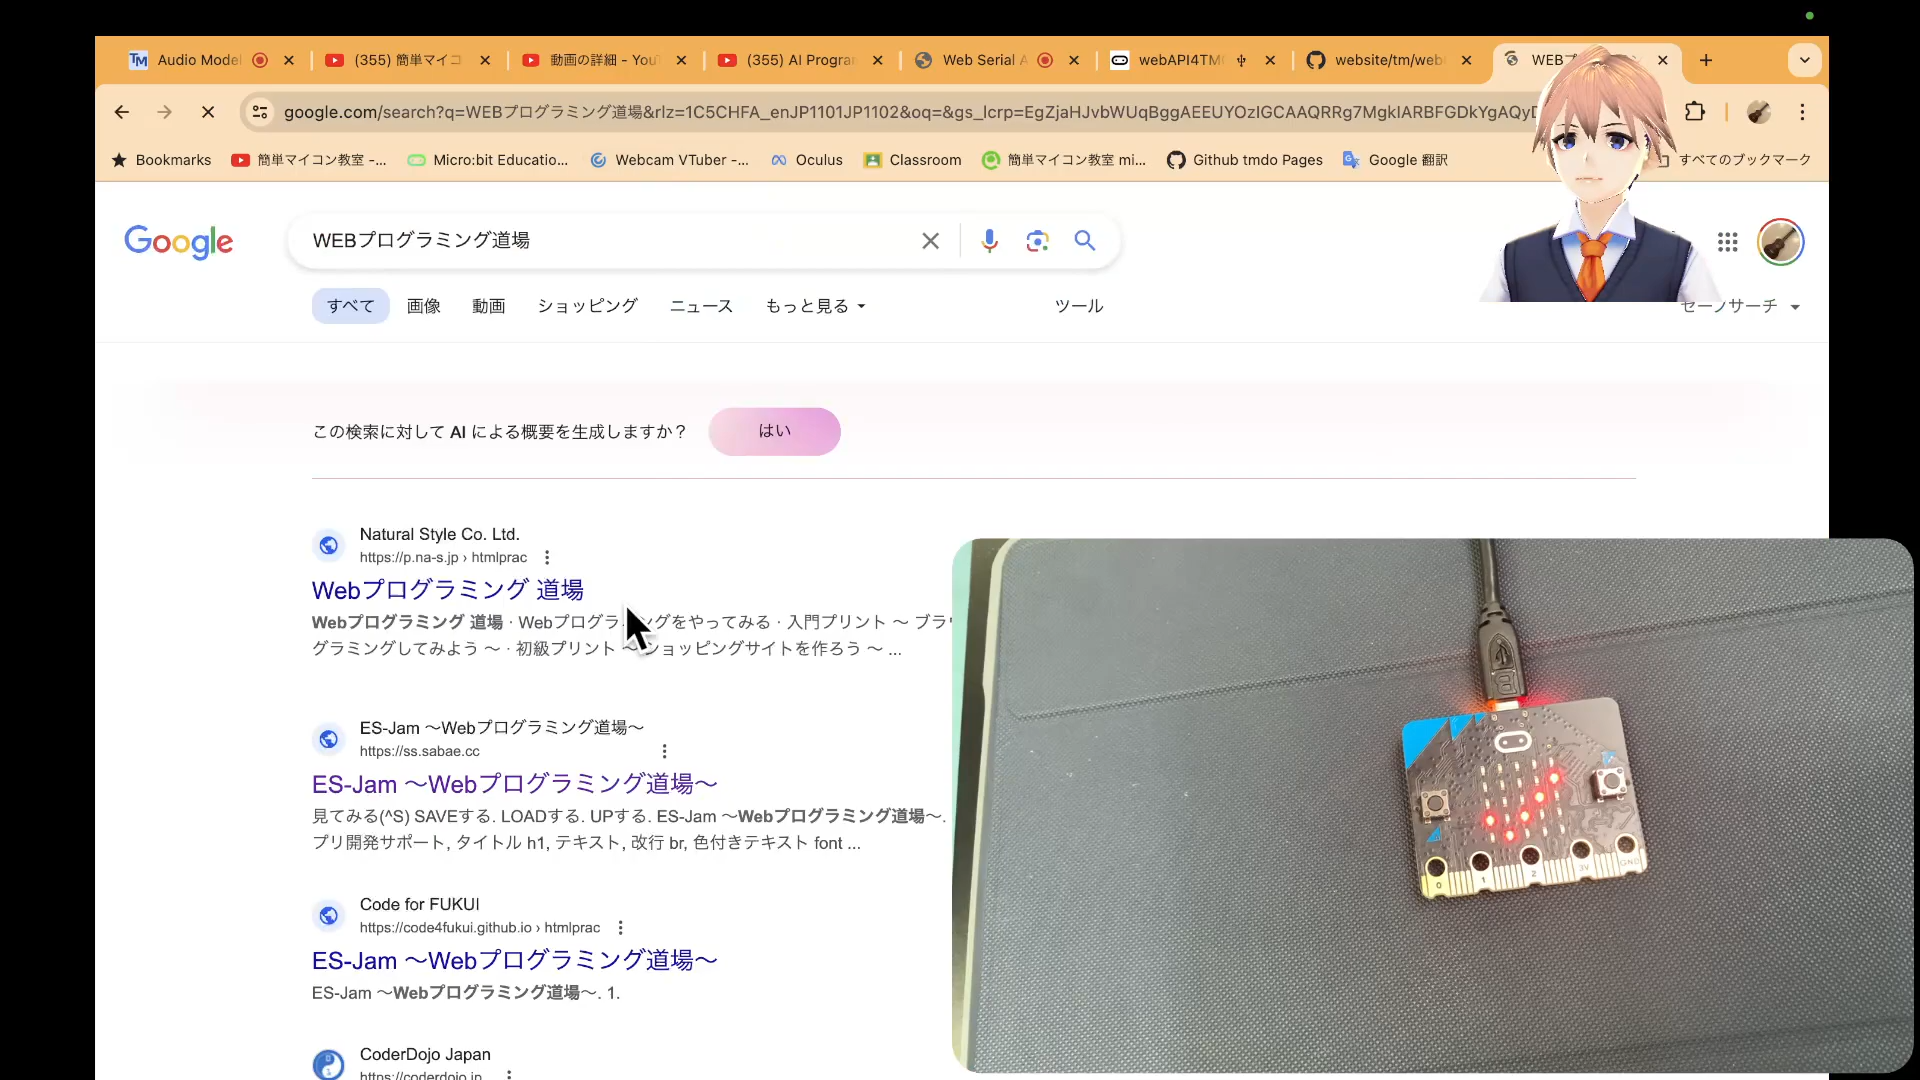 Audio Model
(355) 簡単マイコ
動画の詳細 - You
(355) AI Progra
Web Serial A
webAPI4TM
website/tm/web
WEBプ
google.com/search?q=WEBプログラミング道場&rlz=1C5CHFA_enJP1101JP1102&oq=&gs_lcrp=EgZjaHJvbWUqBggAEEUYOzIGCAAQRRg7MgkIARBFGDkYgAQyD
Bookmarks
簡単マイコン教室 -...
Micro:bit Educatio...
Webcam VTuber -...
Oculus
Classroom
簡単マイコン教室 mi...
Github tmdo Pages
Google 翻訳
すべてのブックマーク
Google
WEBプログラミング道場
すべて
画像
動画
ショッピング
ニュース
もっと見る
ツール
セーフサーチ
この検索に対して AI による概要を生成しますか？
はい
Natural Style Co. Ltd.
https://p.na-s.jp › htmlprac
Webプログラミング 道場
Webプログラミング 道場 · Webプログラミングをやってみる · 入門プリント 〜 ブラ
グラミングしてみよう 〜 · 初級プリント 〜 ショッピングサイトを作ろう 〜 ...
ES-Jam 〜Webプログラミング道場〜
https://ss.sabae.cc
ES-Jam 〜Webプログラミング道場〜
見てみる(^S) SAVEする. LOADする. UPする. ES-Jam 〜Webプログラミング道場〜.
プリ開発サポート, タイトル h1, テキスト, 改行 br, 色付きテキスト font ...
Code for FUKUI
https://code4fukui.github.io › htmlprac
ES-Jam 〜Webプログラミング道場〜
ES-Jam 〜Webプログラミング道場〜. 1.
CoderDojo Japan
https://coderdojo.jp
0
1
2
3V
GND